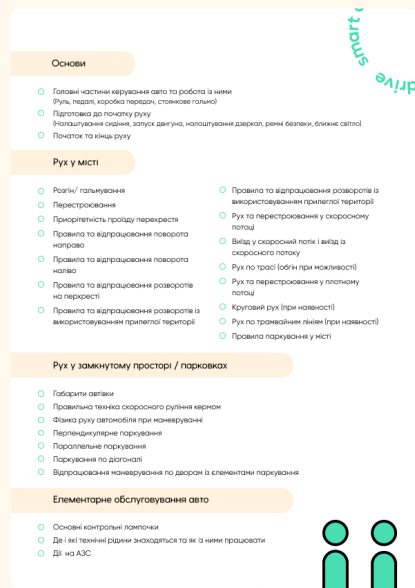 smart d
drive
Основи
Головні частини керування авто та робота із ними
(Руль, педалі, коробка передач, стоянкове гальмо)
Підготовка до початку руху
(Налаштування сидіння, запуск двигуна, налаштування дзеркал, ремні безпеки, ближнє світло)
Початок та кінець руху
Рух у місті
Розгін/ гальмування
Перестроювання
Приорітетність проїзду перехрестя
Правила та відпрацювання поворота
направо
Правила та відпрацювання поворота
наліво
Правила та відпрацювання розворотів
на перхресті
Правила та відпрацювання розворотів із
використовуванням прилеглої території
Правила та відпрацювання розворотів із
використовуванням прилеглої території
Рух та перестроювання у скоросному
потоці
Виїзд у скоросний потік і виїзд із
скоросного потоку
Рух по трасі (обгін при можливості)
Рух та перестроювання у плотному
потоці
Круговий рух (при наявності)
Рух по трамвайним лініям (при наявності)
Правила паркування у місті
Рух у замкнутому просторі / парковках
Габарити автівки
Правильна техніка скоросного руління кермом
Фізика руху автомобіля при маневруванні
Перпендикулярне паркування
Параллельне паркування
Паркування по діагоналі
Відпрацювання маневрування по дворам із єлементами паркування
Елементарне обслуговування авто
Основні контрольні лампочки
Де і які технічні рідини знаходяться та як із ними працювати
Дії на АЗС